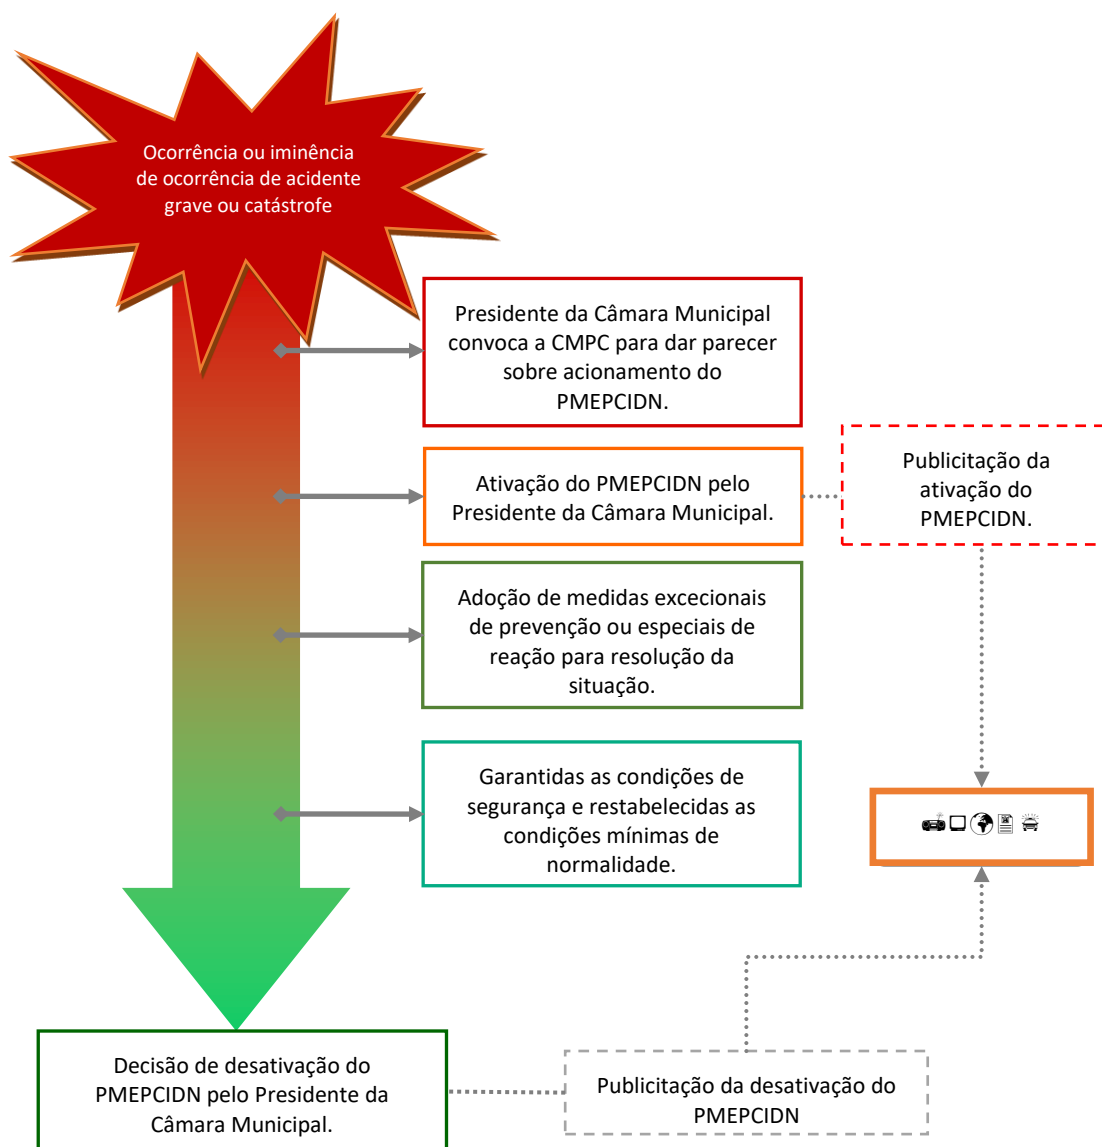 Ocorrência ou iminência
de ocorrência de acidente
grave ou catástrofe
Presidente da Câmara Municipal
convoca a CMPC para dar parecer
sobre acionamento do
PMEPCIDN.
Ativação do PMEPCIDN pelo
Presidente da Câmara Municipal.
Publicitação da
ativação do
PMEPCIDN.
Adoção de medidas excecionais
de prevenção ou especiais de
reação para resolução da
situação.
Garantidas as condições de
segurança e restabelecidas as
condições mínimas de
normalidade.
Decisão de desativação do
PMEPCIDN pelo Presidente da
Câmara Municipal.
Publicitação da desativação do
PMEPCIDN